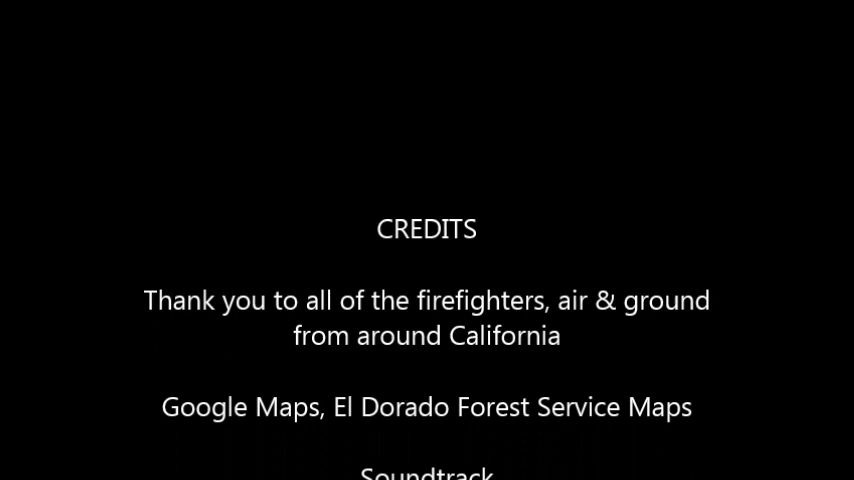 CREDITS
Thank you to all of the firefighters, air & ground
from around California
Google Maps, El Dorado Forest Service Maps
Soundtrack